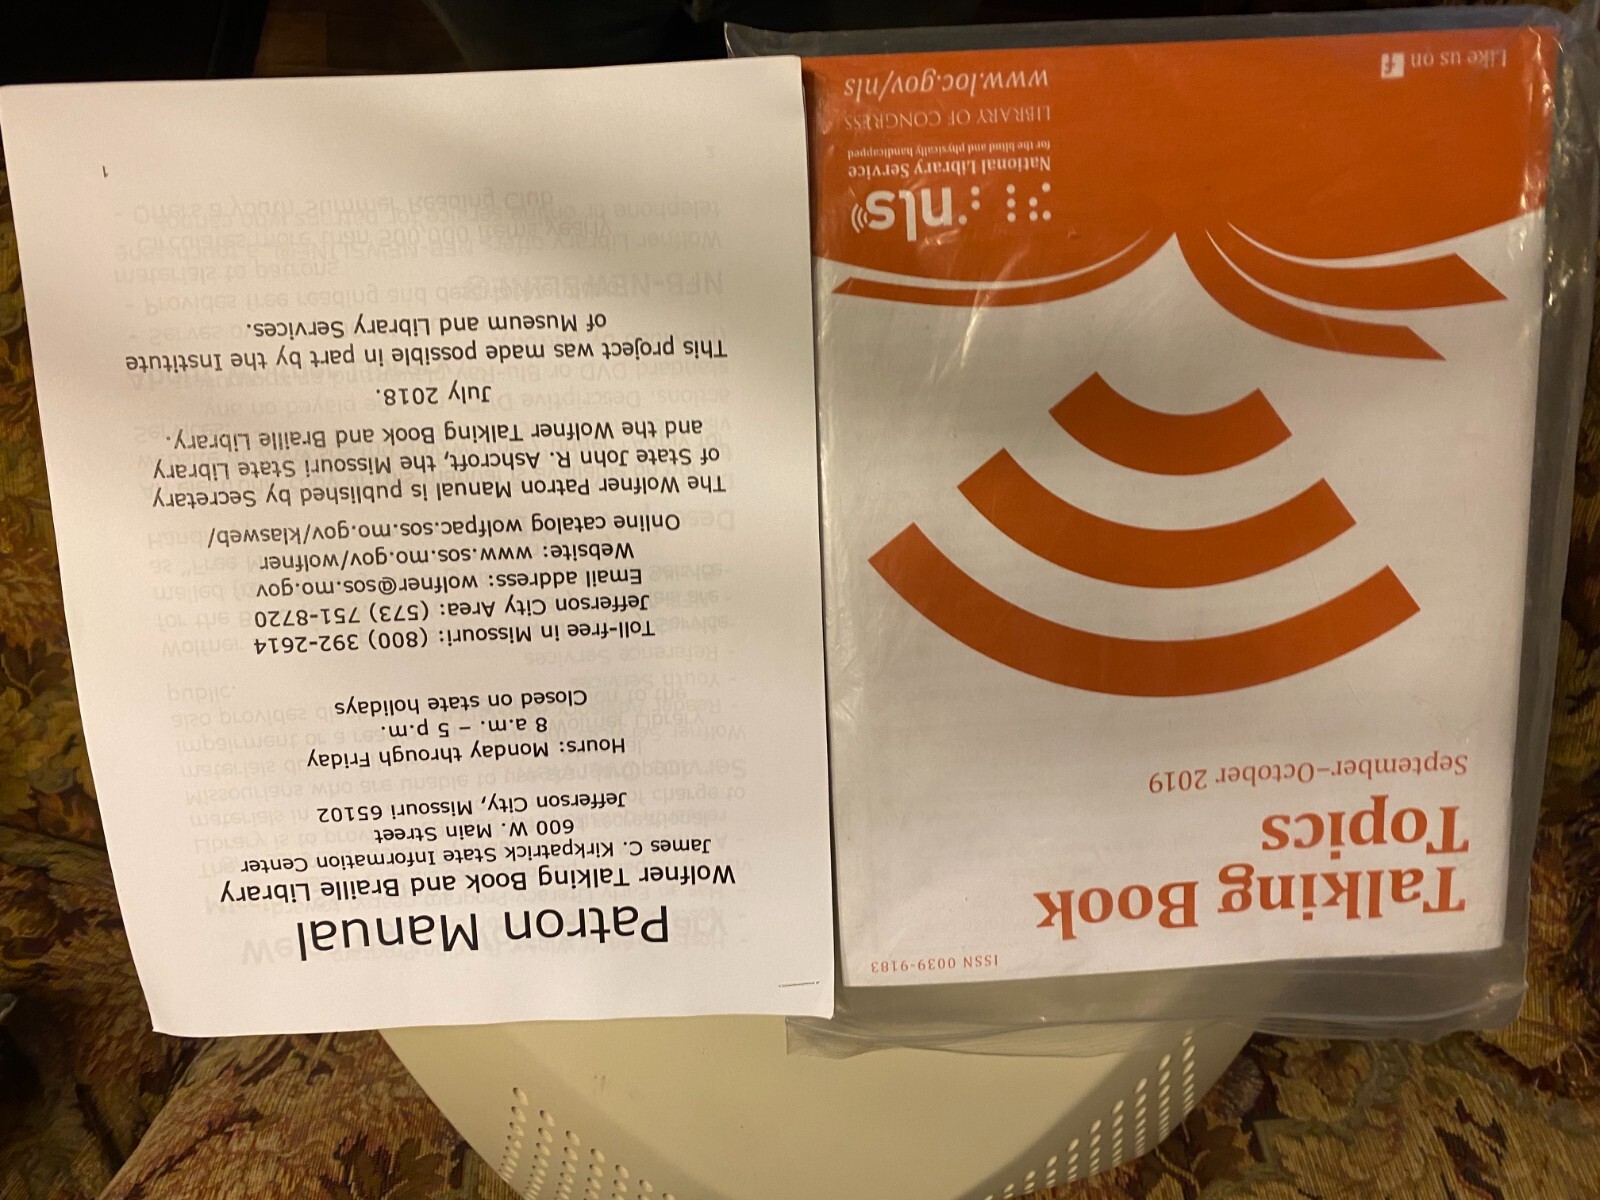 ISSN 0039-9183
Talking Book
Topics
September–October 2019
nls
National Library Service
for the blind and physically handicapped
LIBRARY OF CONGRESS
www.loc.gov/nls
Like us on f
Patron Manual
Wolfner Talking Book and Braille Library
James C. Kirkpatrick State Information Center
600 W. Main Street
Jefferson City, Missouri 65102
Hours: Monday through Friday
8 a.m. – 5 p.m.
Closed on state holidays
Toll-free in Missouri: (800) 392-2614
Jefferson City Area: (573) 751-8720
Email address: wolfner@sos.mo.gov
Website: www.sos.mo.gov/wolfner
Online catalog wolfpac.sos.mo.gov/klasweb/
The Wolfner Patron Manual is published by Secretary
of State John R. Ashcroft, the Missouri State Library
and the Wolfner Talking Book and Braille Library.
July 2018.
This project was made possible in part by the Institute
of Museum and Library Services.
1